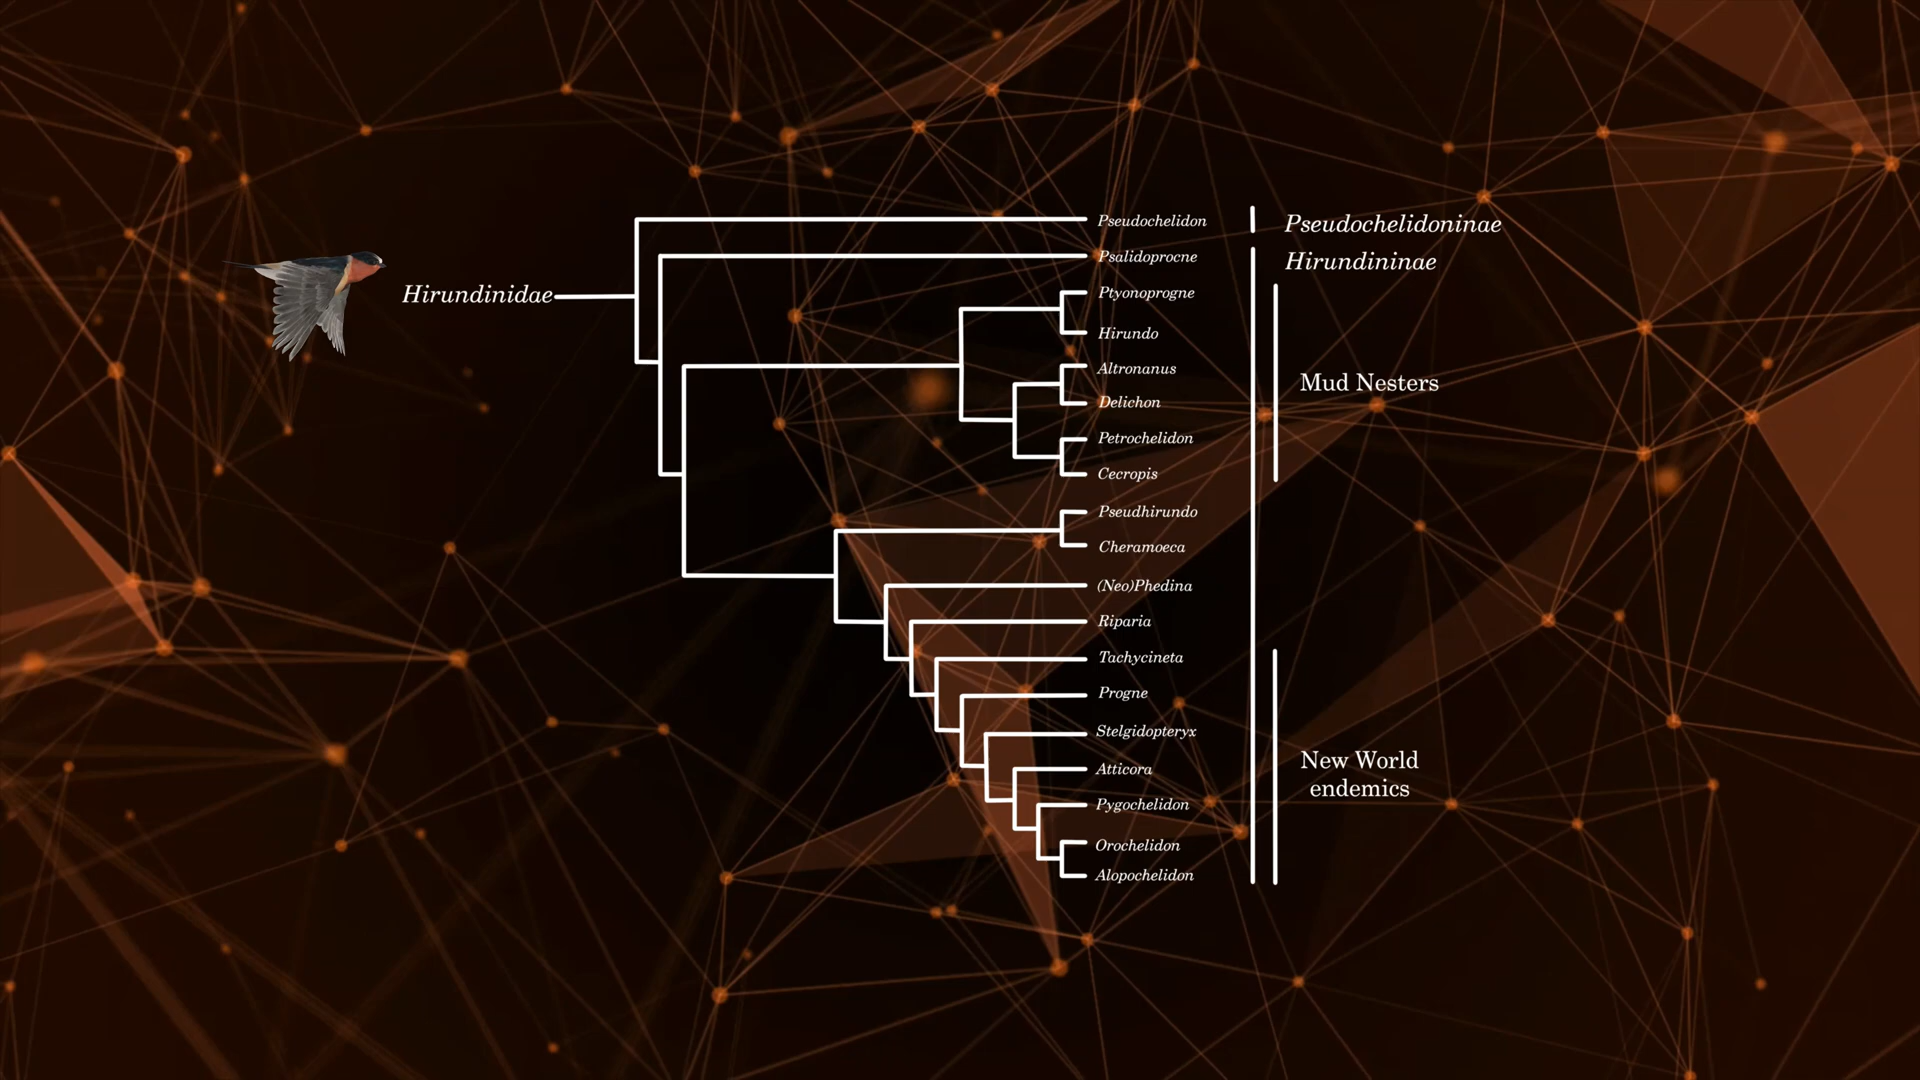 Hirundinidae
Pseudochelidon
Psalidoprocne
Ptyonoprogne
Hirundo
Altronanus
Delichon
Petrochelidon
Cecropis
Pseudhirundo
Cheramoeca
(Neo)Phedina
Riparia
Tachycineta
Progne
Stelgidopteryx
Atticora
Pygochelidon
Orochelidon
Alopochelidon
Pseudochelidoninae
Hirundininae
Mud Nesters
New World
endemics